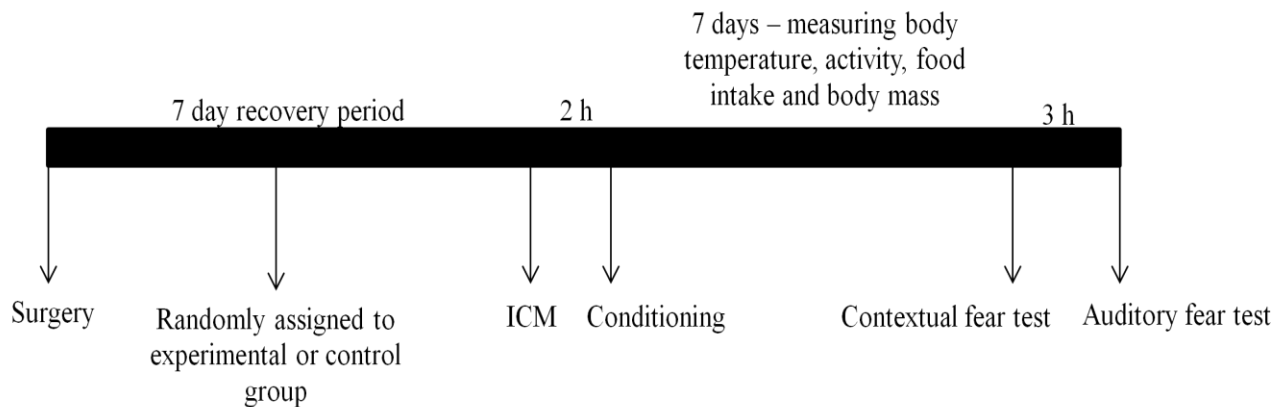 7 days – measuring body
temperature, activity, food
intake and body mass
7 day recovery period
2 h
3 h
Surgery
Randomly assigned to
experimental or control
group
ICM
Conditioning
Contextual fear test
Auditory fear test